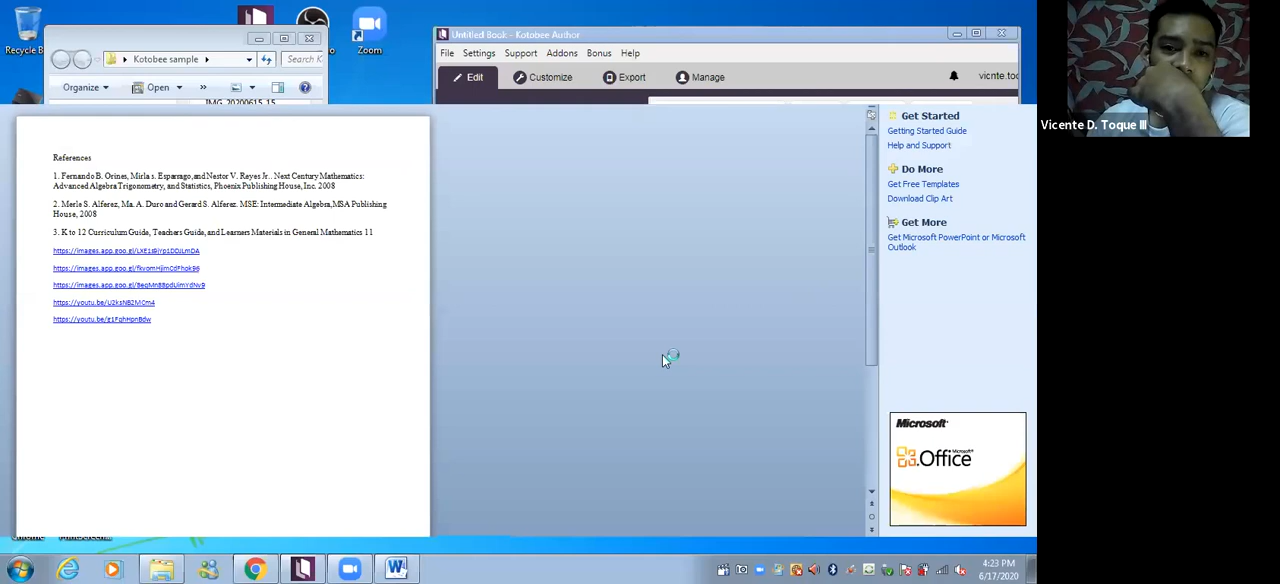 Recycle B
Zoom
Kotobee sample
Search K
Organize
Open
»
IMG_20200615_15
Untitled Book - Kotobee Author
File Settings Support Addons Bonus Help
Edit Customize Export Manage
vicnte.too
Vicente D. Toque III
References
1. Fernando B. Orines, Mirla s. Esparrago,and Nestor V. Reyes Jr.. Next Century Mathematics:
Advanced Algebra Trigonometry, and Statistics, Phoenix Publishing House, Inc. 2008
2. Merle S. Alferez, Ma. A. Duro and Gerard S. Alferez. MSE: Intermediate Algebra,MSA Publishing
House, 2008
3. K to 12 Curriculum Guide, Teachers Guide, and Learners Materials in General Mathematics 11
Get Started
Getting Started Guide
Help and Support
Do More
Get Free Templates
Download Clip Art
Get More
Get Microsoft PowerPoint or Microsoft
Outlook
Microsoft
Office
4:23 PM
6/17/2020